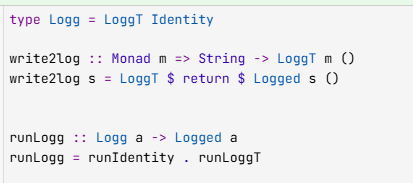 type Logg = LoggT Identity
write2log :: Monad m => String -> LoggT m ()
write2log s = LoggT $ return $ Logged s ()
runLogg :: Logg a -> Logged a
runLogg = runIdentity . runLoggT